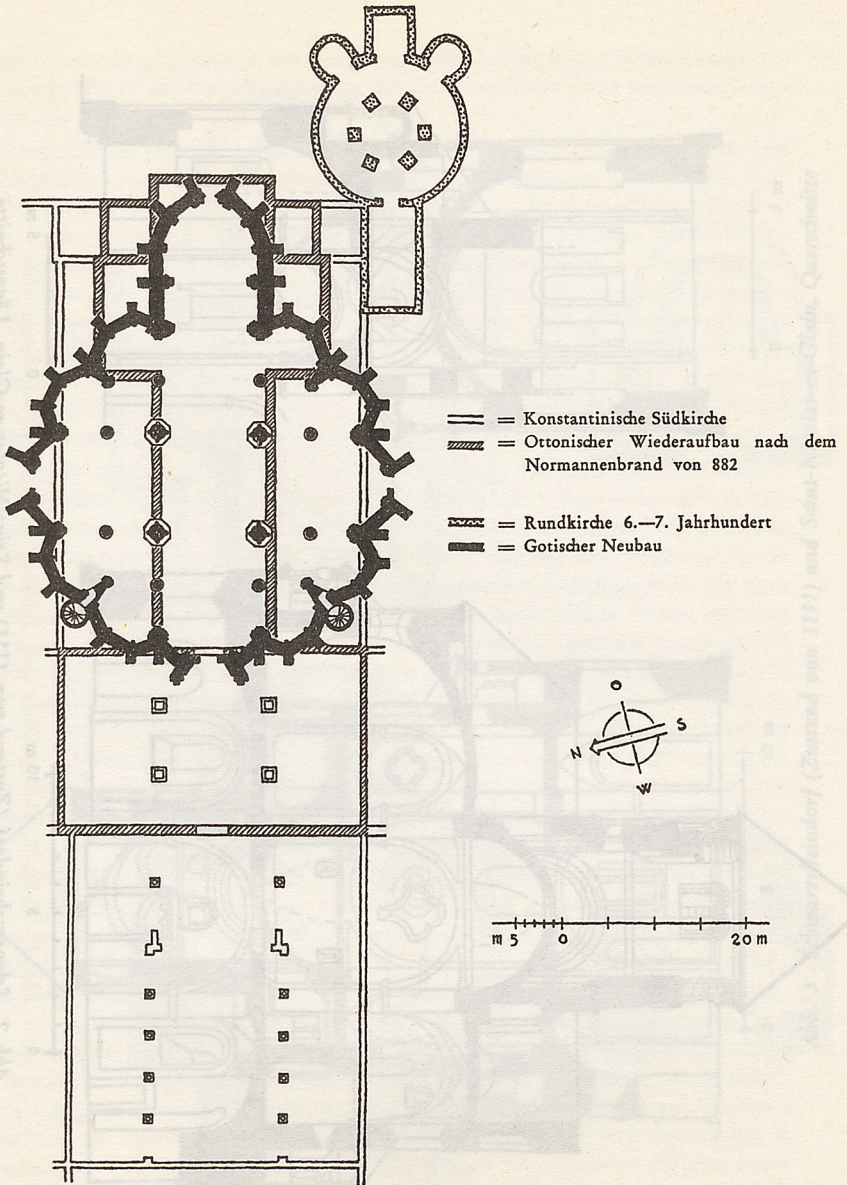 = Konstantinische Südkirche
= Ottonischer Wiederaufbau nach dem
Normannenbrand von 882
= Rundkirche 6.—7. Jahrhundert
= Gotischer Neubau
O
N
S
W
m 5 0 20 m